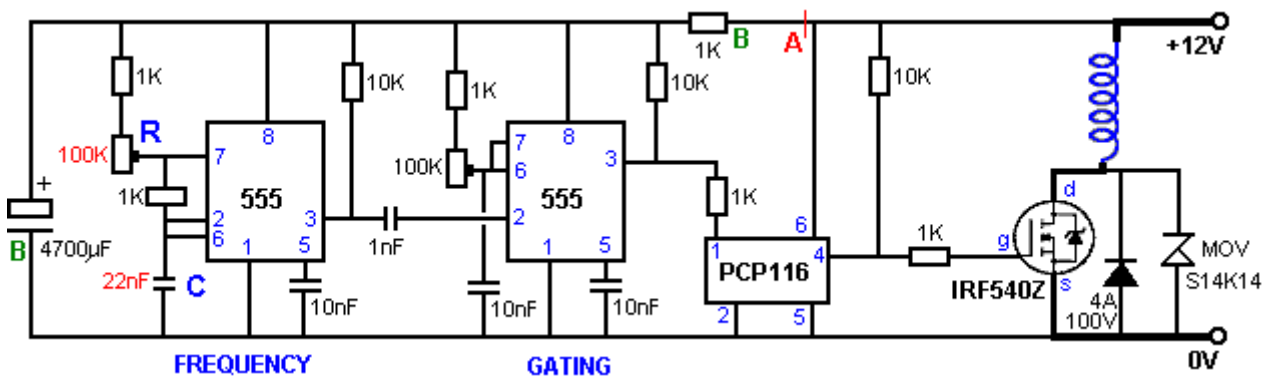 1K
B
A
+12V
1K
10K
1K
10K
10K
R
100K
7
8
555
1K
2
6
3
1
5
+
B
4700µF
22nF
C
10nF
1nF
100K
7
6
8
555
3
2
1
5
10nF
10nF
1K
6
1
4
PCP116
2
5
1K
d
g
s
IRF540Z
4A
100V
MOV
S14K14
FREQUENCY
GATING
0V